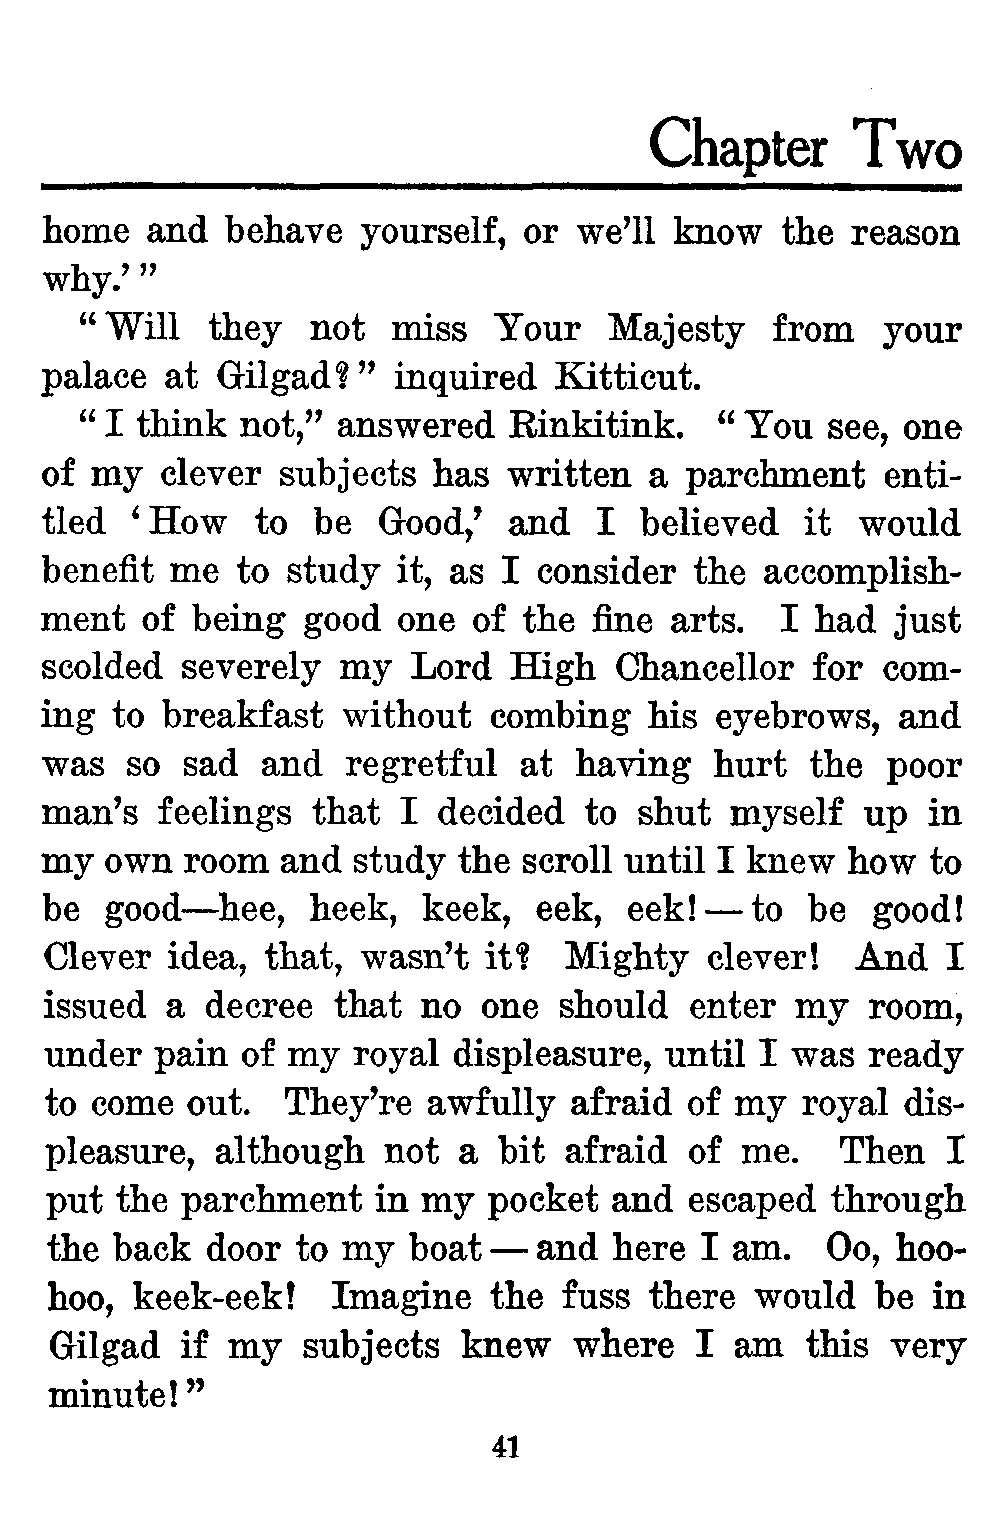 Chapter Two
home and behave yourself, or we'll know the reason
why.' "
" Will they not miss Your Majesty from your
palace at Gilgad? " inquired Kitticut.
" I think not," answered Rinkitink. " You see, one
of my clever subjects has written a parchment enti-
tled ' How to be Good,' and I believed it would
benefit me to study it, as I consider the accomplish-
ment of being good one of the fine arts. I had just
scolded severely my Lord High Chancellor for com-
ing to breakfast without combing his eyebrows, and
was so sad and regretful at having hurt the poor
man's feelings that I decided to shut myself up in
my own room and study the scroll until I knew how to
be good—hee, heek, keek, eek, eek! — to be good!
Clever idea, that, wasn't it? Mighty clever! And I
issued a decree that no one should enter my room,
under pain of my royal displeasure, until I was ready
to come out. They're awfully afraid of my royal dis-
pleasure, although not a bit afraid of me. Then I
put the parchment in my pocket and escaped through
the back door to my boat — and here I am. Oo, hoo-
hoo, keek-eek! Imagine the fuss there would be in
Gilgad if my subjects knew where I am this very
minute! "
41